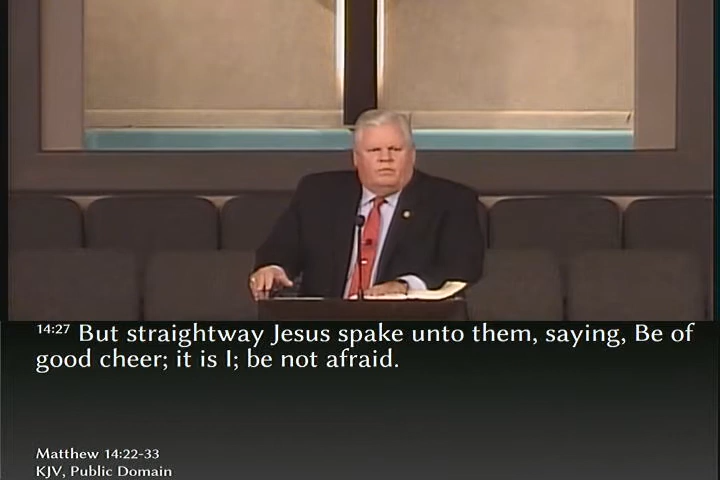 14:27 But straightway Jesus spake unto them, saying, Be of
good cheer; it is I; be not afraid.
Matthew 14:22-33
KJV, Public Domain